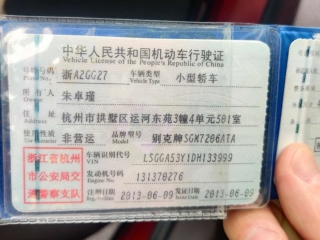 中华人民共和国机动车行驶证
Vehicle License of the People's Republic of China
号牌号码 浙A2GG27 车辆类型 小型轿车
所有人 朱卓瑾
住址 杭州市拱墅区运河东苑3幢4单元501室
使用性质 非营运 品牌型号 别克牌SGM7206ATA
浙江省杭州市公安局交通警察支队
车辆识别代号 VIN LSGGA53Y1DH133999
发动机号码 131370276
注册日期 2013-06-09 发证日期 2013-06-09